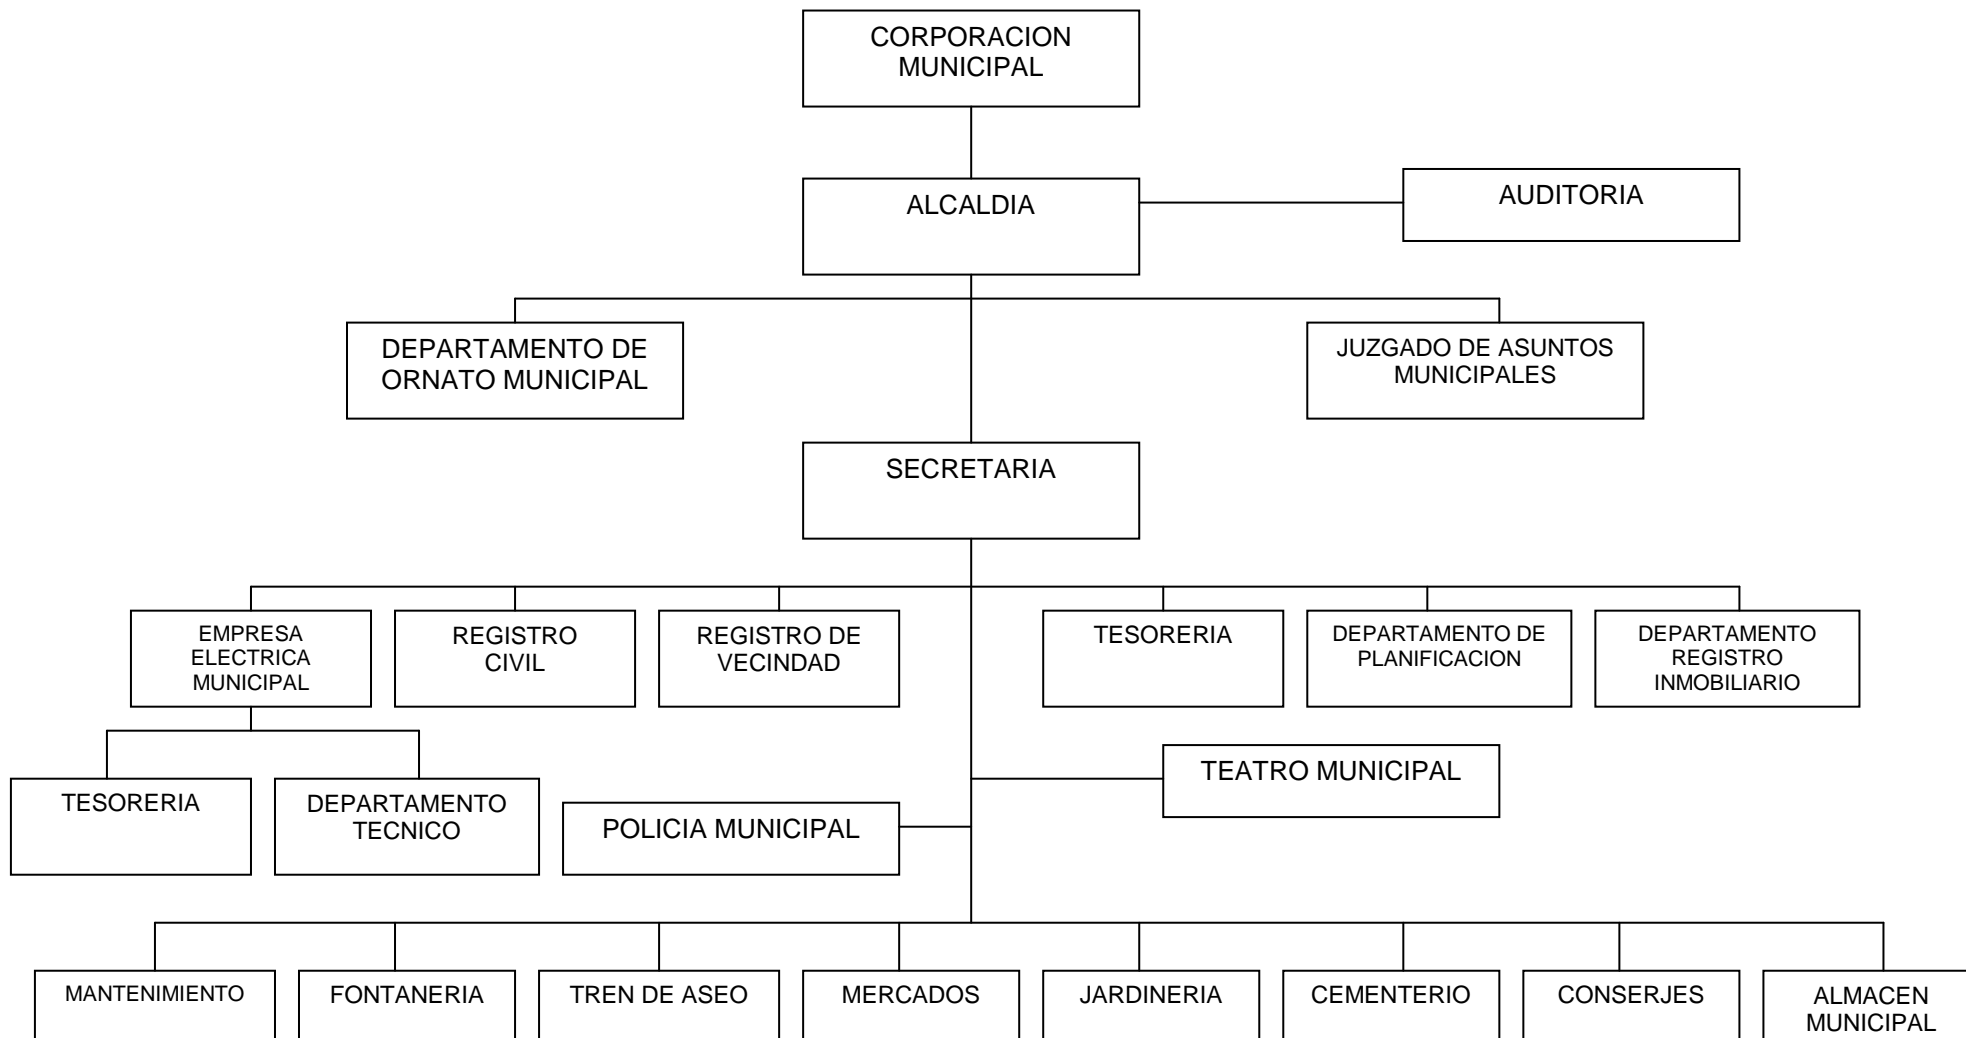 CORPORACION
MUNICIPAL
ALCALDIA
AUDITORIA
DEPARTAMENTO DE
ORNATO MUNICIPAL
JUZGADO DE ASUNTOS
MUNICIPALES
SECRETARIA
EMPRESA
ELECTRICA
MUNICIPAL
REGISTRO
CIVIL
REGISTRO DE
VECINDAD
TESORERIA
DEPARTAMENTO DE
PLANIFICACION
DEPARTAMENTO
REGISTRO
INMOBILIARIO
TEATRO MUNICIPAL
TESORERIA
DEPARTAMENTO
TECNICO
POLICIA MUNICIPAL
MANTENIMIENTO
FONTANERIA
TREN DE ASEO
MERCADOS
JARDINERIA
CEMENTERIO
CONSERJES
ALMACEN
MUNICIPAL